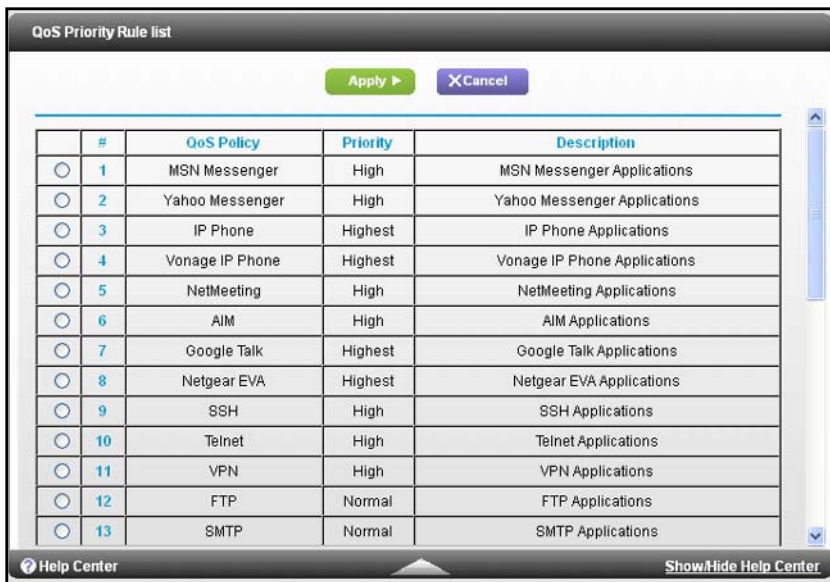 QoS Priority Rule list
Apply ▶ X Cancel
# QoS Policy Priority Description
1 MSN Messenger High MSN Messenger Applications
2 Yahoo Messenger High Yahoo Messenger Applications
3 IP Phone Highest IP Phone Applications
4 Vonage IP Phone Highest Vonage IP Phone Applications
5 NetMeeting High NetMeeting Applications
6 AIM High AIM Applications
7 Google Talk Highest Google Talk Applications
8 Netgear EVA Highest Netgear EVA Applications
9 SSH High SSH Applications
10 Telnet High Telnet Applications
11 VPN High VPN Applications
12 FTP Normal FTP Applications
13 SMTP Normal SMTP Applications
? Help Center Show/Hide Help Center